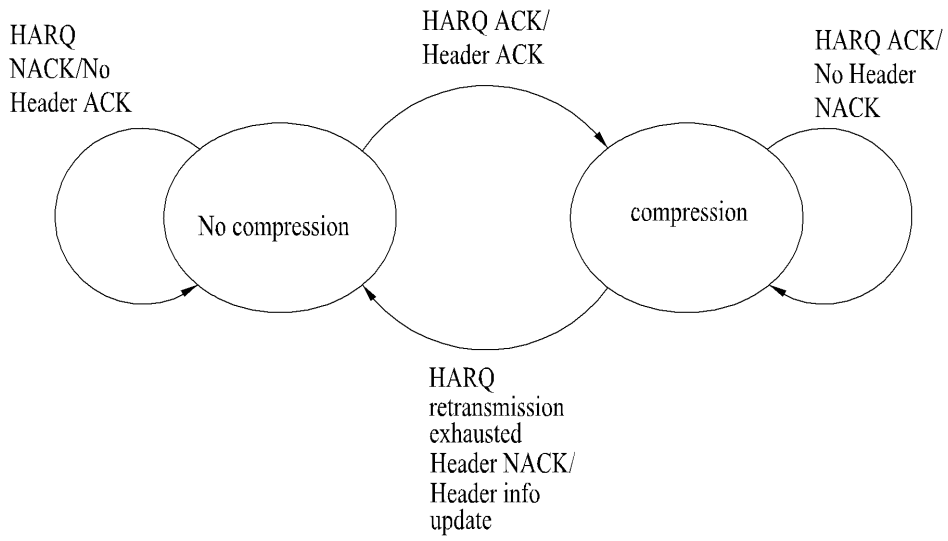 HARQ
NACK/No
Header ACK
HARQ ACK/
Header ACK
HARQ ACK/
No Header
NACK
No compression
compression
HARQ
retransmission
exhausted
Header NACK/
Header info
update